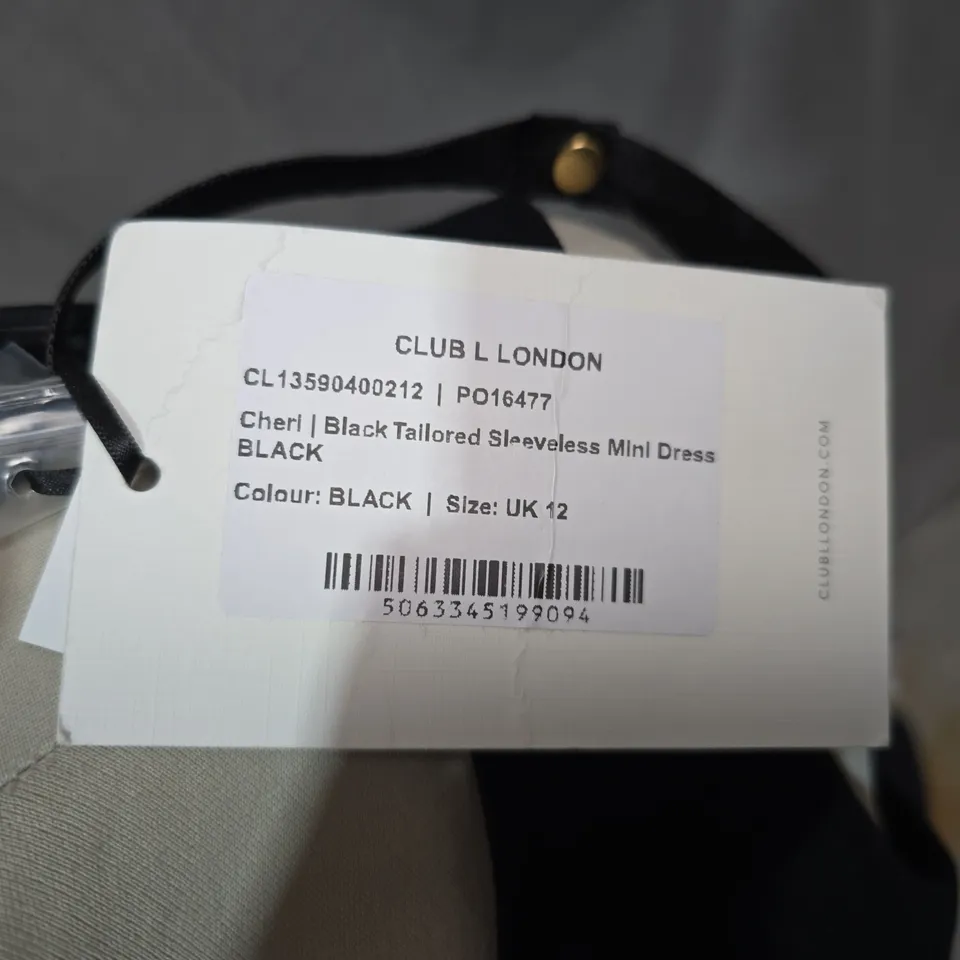 CLUB L LONDON
CL13590400212 | PO16477
Cheri | Black Tailored Sleeveless Mini Dress
BLACK
Colour: BLACK | Size: UK 12
5063345199094
CLUBLLONDON.COM